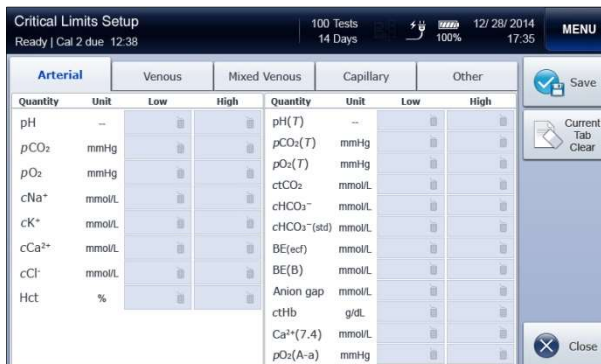 Critical Limits Setup
Ready | Cal 2 due 12:38
100 Tests
14 Days
100%
12/ 28/ 2014
17:35
MENU
Arterial Venous Mixed Venous Capillary Other
Quantity Unit Low High Quantity Unit Low High
pH --
pCO₂ mmHg
pO₂ mmHg
cNa⁺ mmol/L
cK⁺ mmol/L
cCa²⁺ mmol/L
cCl⁻ mmol/L
Hct %
pH(T) --
pCO₂(T) mmHg
pO₂(T) mmHg
ctCO₂ mmol/L
cHCO₃⁻ mmol/L
cHCO₃⁻(std) mmol/L
BE(ecf) mmol/L
BE(B) mmol/L
Anion gap mmol/L
ctHb g/dL
Ca²⁺(7.4) mmol/L
pO₂(A-a) mmHg
Save
Current
Tab
Clear
Close